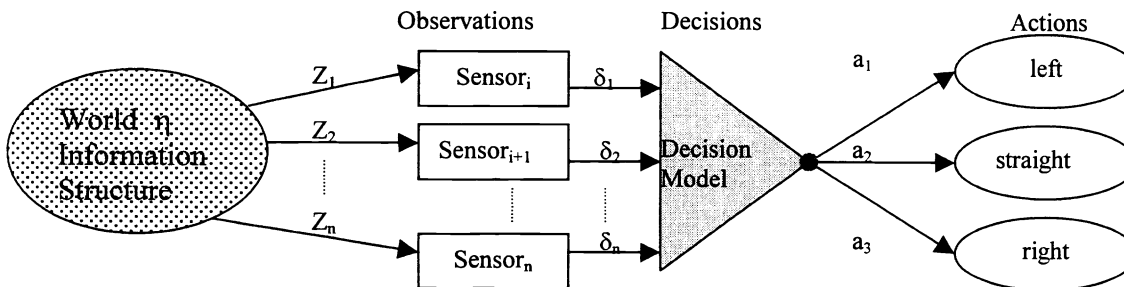 Observations
Decisions
Actions
World η
Information
Structure
Z₁
Z₂
Zₙ
Sensorᵢ
Sensorᵢ₊₁
Sensorₙ
δ₁
δ₂
δₙ
Decision
Model
a₁
a₂
a₃
left
straight
right